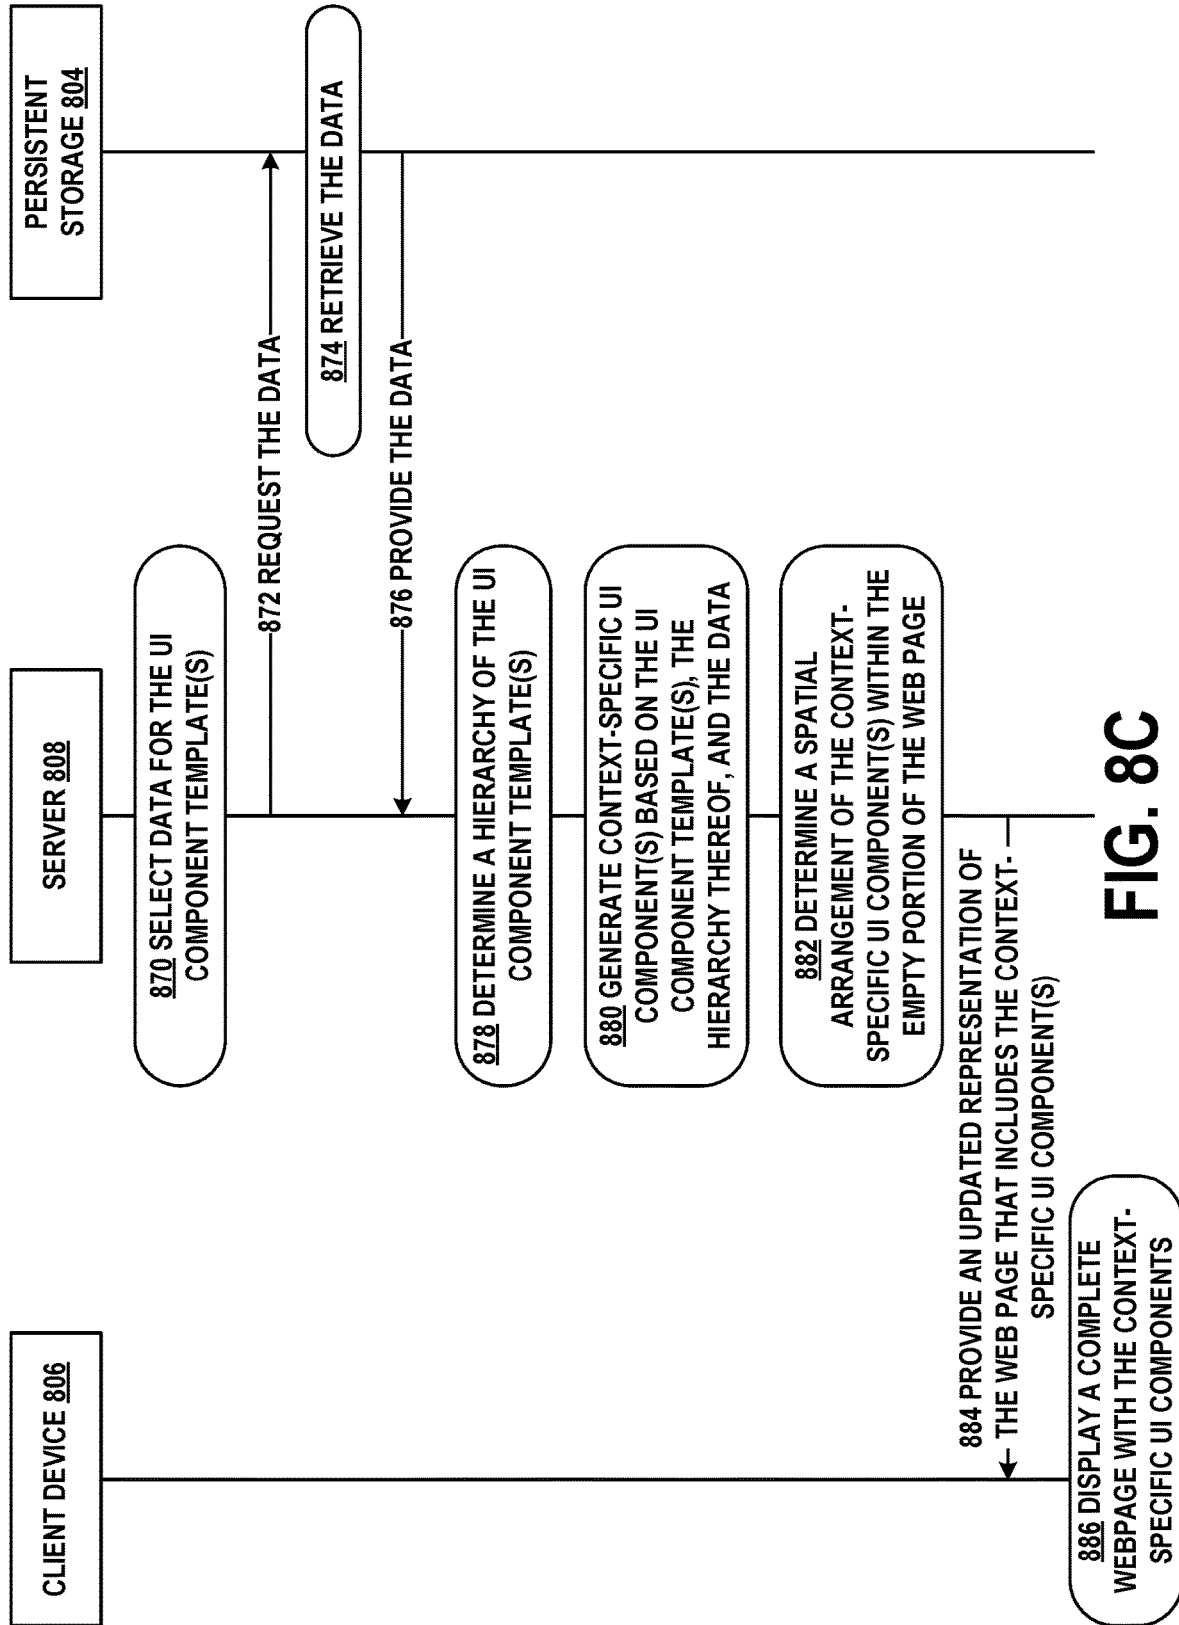 CLIENT DEVICE 806
SERVER 808
PERSISTENT
STORAGE 804
870 SELECT DATA FOR THE UI
COMPONENT TEMPLATE(S)
872 REQUEST THE DATA
874 RETRIEVE THE DATA
876 PROVIDE THE DATA
878 DETERMINE A HIERARCHY OF THE UI
COMPONENT TEMPLATE(S)
880 GENERATE CONTEXT-SPECIFIC UI
COMPONENT(S) BASED ON THE UI
COMPONENT TEMPLATE(S), THE
HIERARCHY THEREOF, AND THE DATA
882 DETERMINE A SPATIAL
ARRANGEMENT OF THE CONTEXT-
SPECIFIC UI COMPONENT(S) WITHIN THE
EMPTY PORTION OF THE WEB PAGE
884 PROVIDE AN UPDATED REPRESENTATION OF
THE WEB PAGE THAT INCLUDES THE CONTEXT-
SPECIFIC UI COMPONENT(S)
886 DISPLAY A COMPLETE
WEBPAGE WITH THE CONTEXT-
SPECIFIC UI COMPONENTS
FIG. 8C